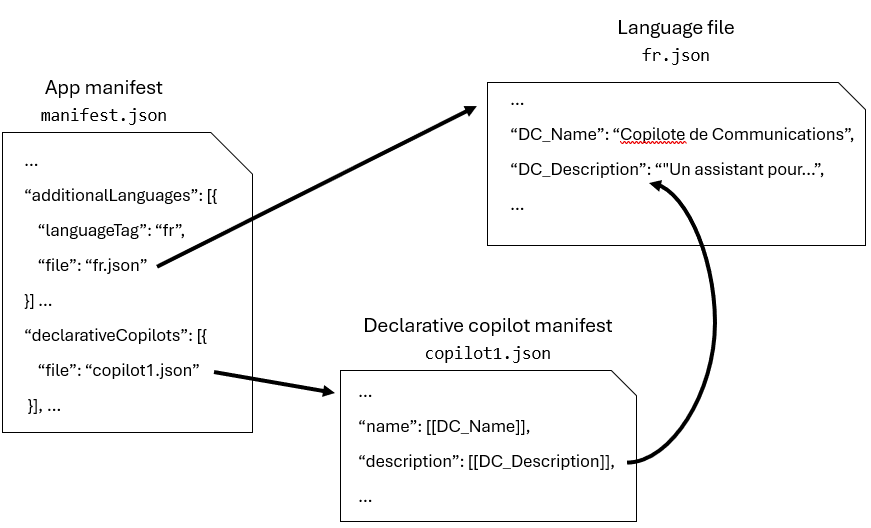 App manifest
manifest.json
...
“additionalLanguages”: [{
“languageTag”: “fr”,
“file”: “fr.json”
}] ...
“declarativeCopilots”: [{
“file”: “copilot1.json”
}], ...
Language file
fr.json
...
“DC_Name”: “Copilote de Communications”,
“DC_Description”: “"Un assistant pour...”,
...
Declarative copilot manifest
copilot1.json
...
“name”: [[DC_Name]],
“description”: [[DC_Description]],
...